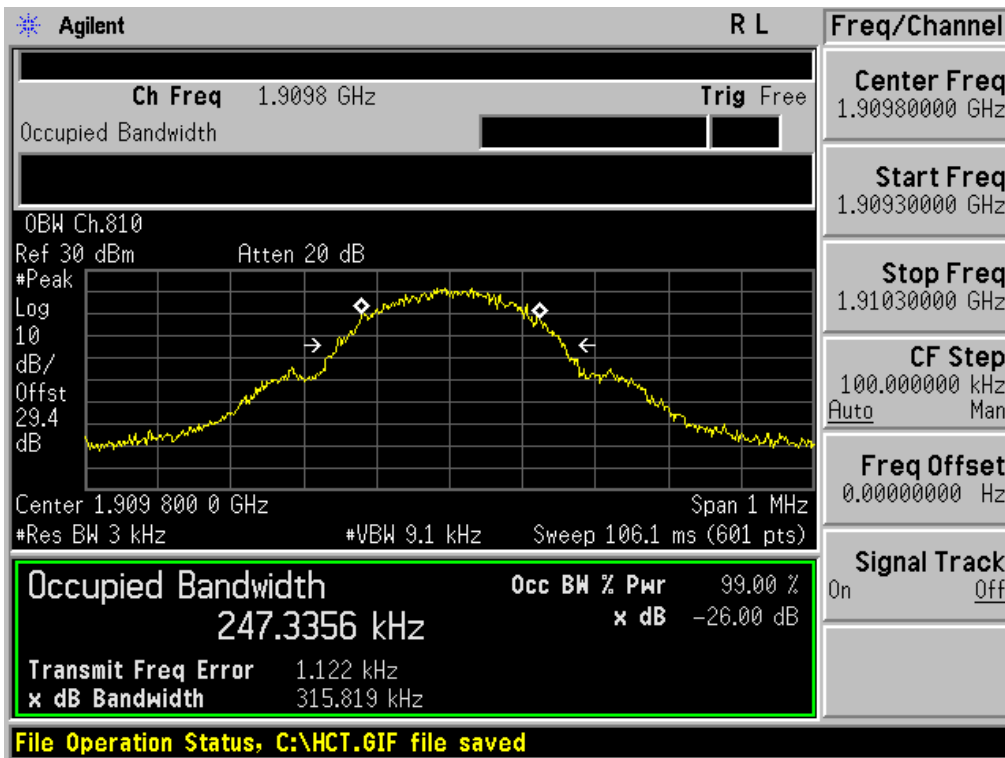 Agilent R L Freq/Channel
Ch Freq 1.9098 GHz Trig Free
Occupied Bandwidth
Center Freq
1.90980000 GHz
Start Freq
1.90930000 GHz
Stop Freq
1.91030000 GHz
CF Step
100.000000 kHz
Auto Man
Freq Offset
0.00000000 Hz
Signal Track
On Off
OBW Ch.810
Ref 30 dBm Atten 20 dB
#Peak
Log
10
dB/
Offst
29.4
dB
Center 1.909 800 0 GHz Span 1 MHz
#Res BW 3 kHz #VBW 9.1 kHz Sweep 106.1 ms (601 pts)
Occupied Bandwidth Occ BW % Pwr 99.00 %
247.3356 kHz x dB -26.00 dB
Transmit Freq Error 1.122 kHz
x dB Bandwidth 315.819 kHz
File Operation Status, C:\HCT.GIF file saved